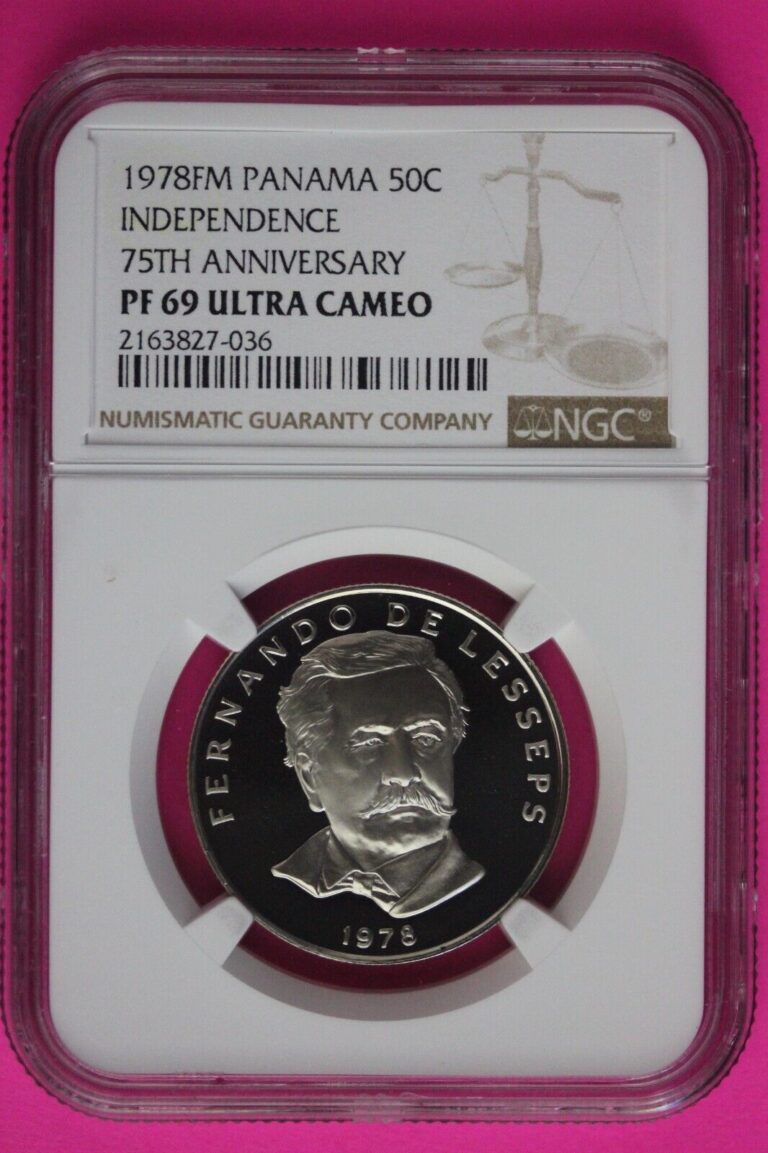 1978FM PANAMA 50C
INDEPENDENCE
75TH ANNIVERSARY
PF 69 ULTRA CAMEO
2163827-036
NUMISMATIC GUARANTY COMPANY NGC®
FERNANDO DE LESSEPS
1978